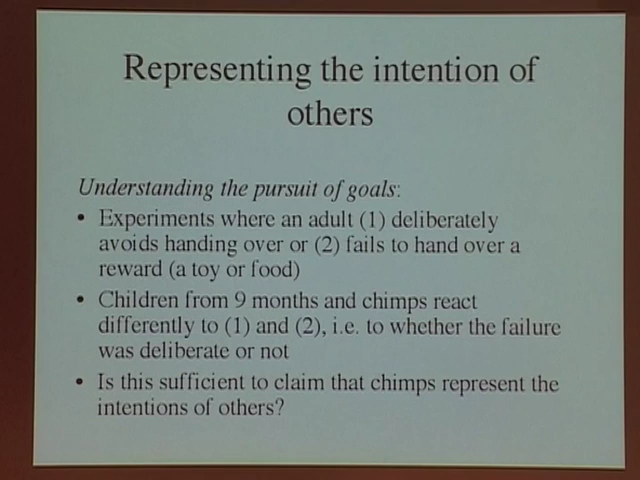 Representing the intention of
others
Understanding the pursuit of goals:
• Experiments where an adult (1) deliberately
avoids handing over or (2) fails to hand over a
reward (a toy or food)
• Children from 9 months and chimps react
differently to (1) and (2), i.e. to whether the failure
was deliberate or not
• Is this sufficient to claim that chimps represent the
intentions of others?